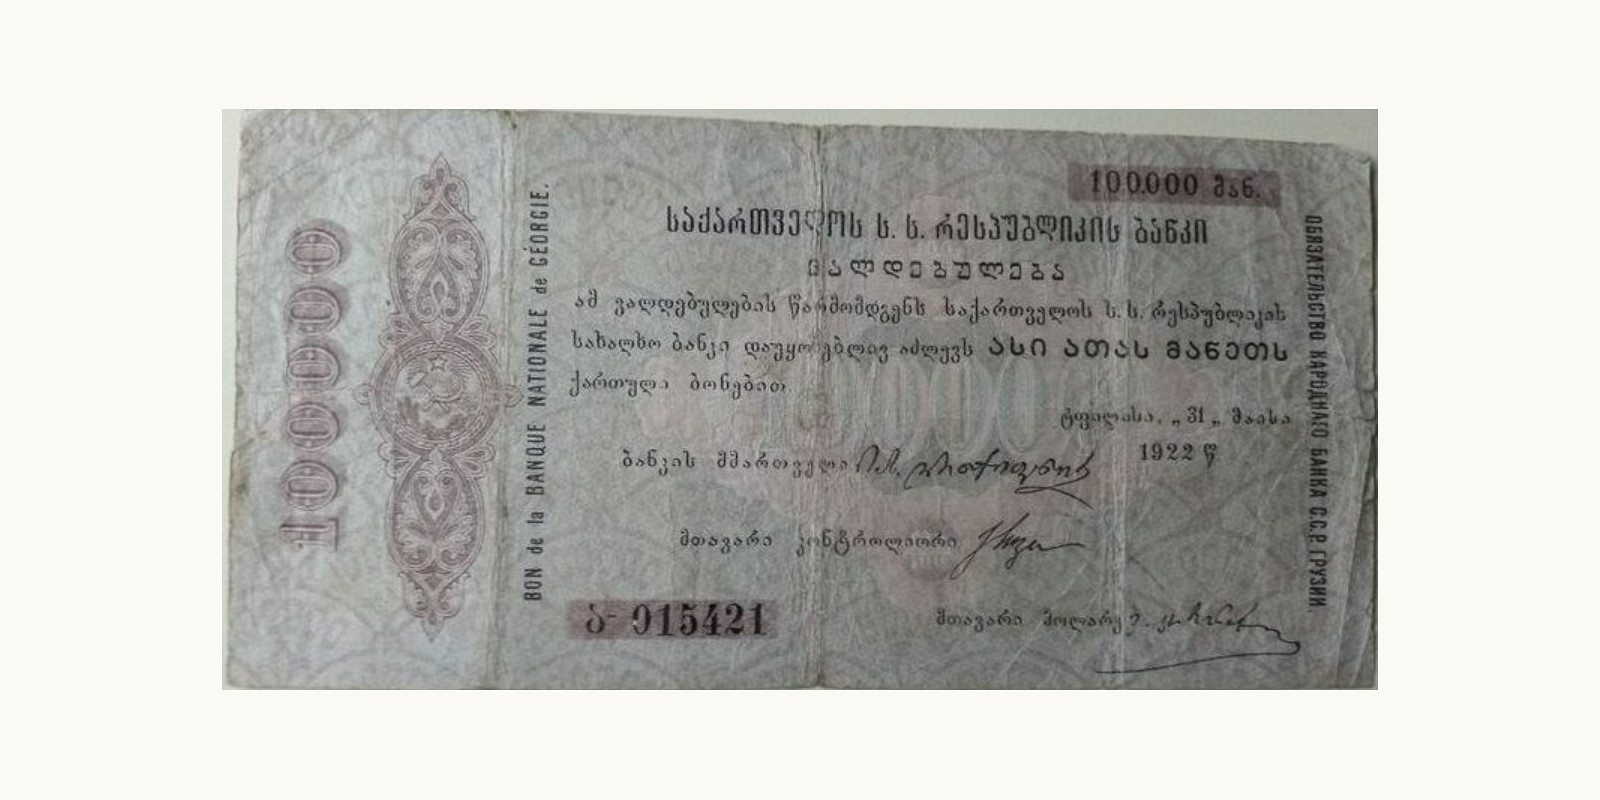 100000
BON de la BANQUE NATIONALE de GÉORGIE.
100.000 მან.
საქართველოს ს. ს. რესპუბლიკის ბანკი
ვალდებულება
ამ ვალდებულების წარმომდგენს საქართველოს ს. ს. რესპუბლიკის
სახალხო ბანკი დაუყოვნებლივ აძლევს ასი ათას მანეთს
ქართული ბონებით.
ტფილისი, „31„ მაისი
1922 წ
ბანკის მმართველი
მთავარი კონტროლიორი
ა- 915421
მთავარი მოლარე
ОБЯЗАТЕЛЬСТВО НАРОДНАГО БАНКА С.С.Р. ГРУЗИИ.